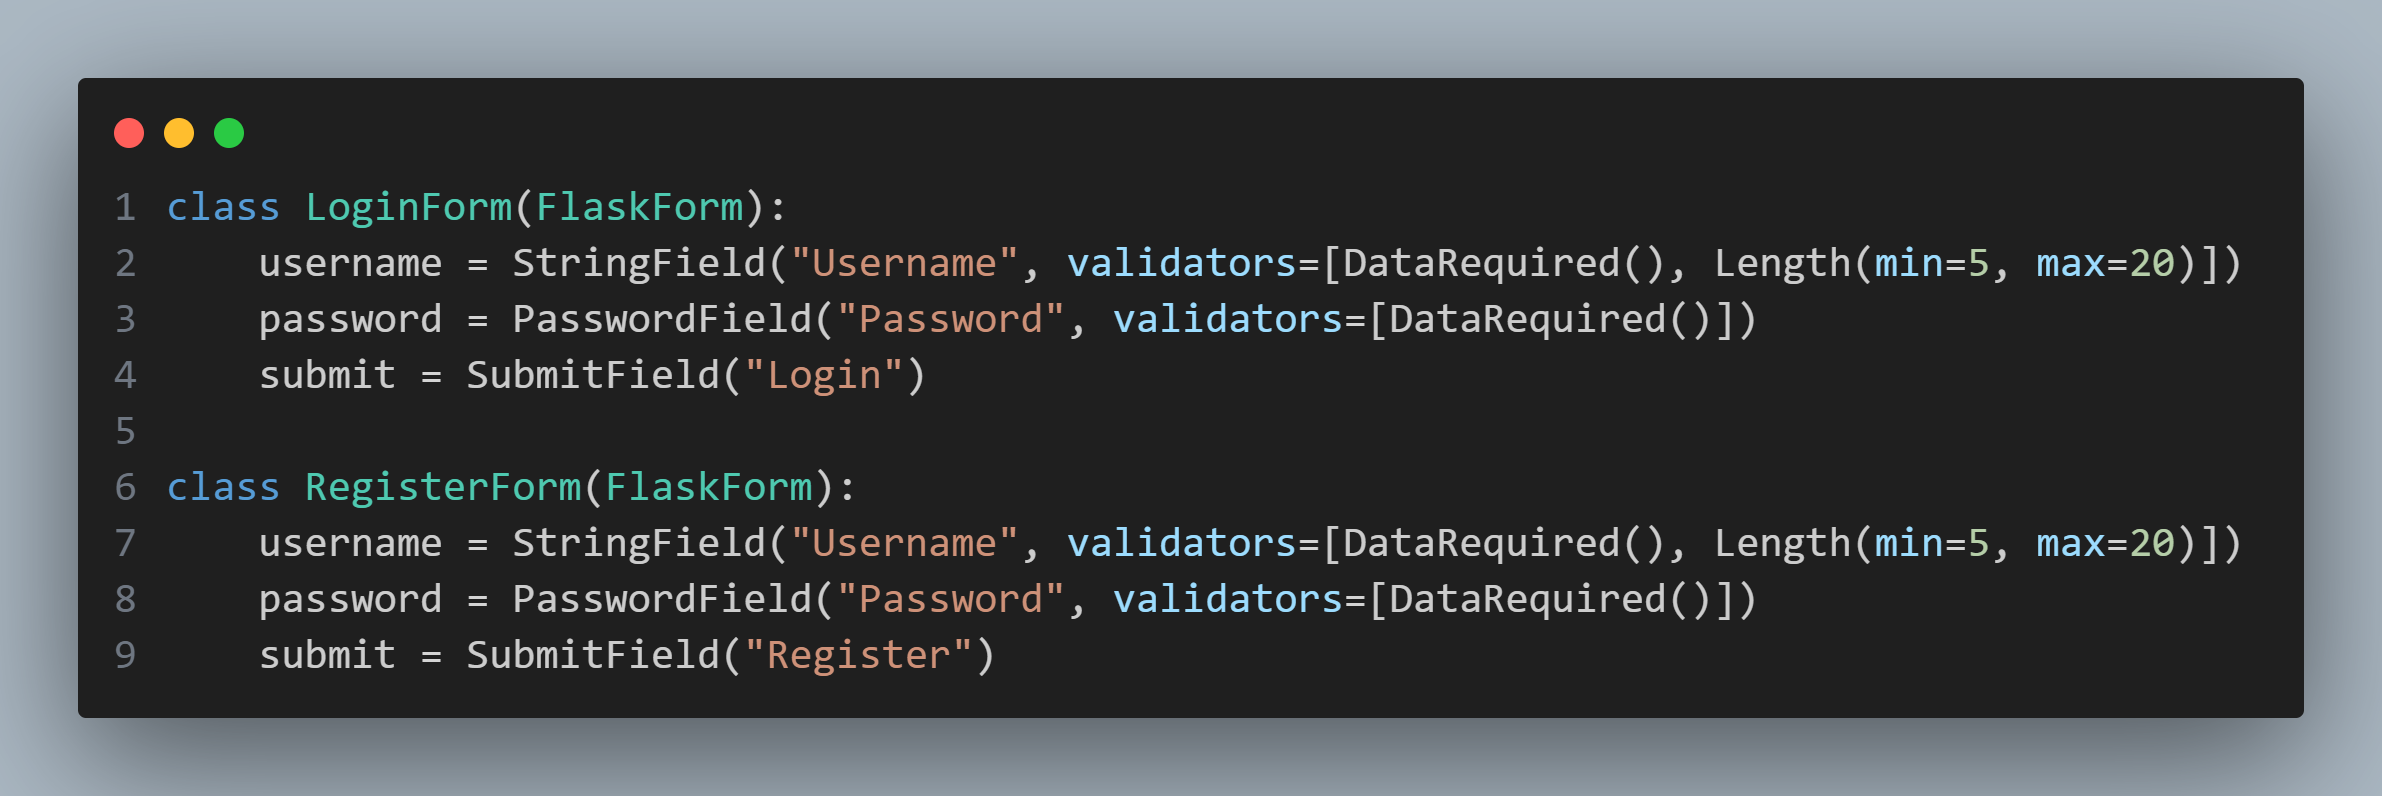 1 class LoginForm(FlaskForm):
2     username = StringField("Username", validators=[DataRequired(), Length(min=5, max=20)])
3     password = PasswordField("Password", validators=[DataRequired()])
4     submit = SubmitField("Login")
5
6 class RegisterForm(FlaskForm):
7     username = StringField("Username", validators=[DataRequired(), Length(min=5, max=20)])
8     password = PasswordField("Password", validators=[DataRequired()])
9     submit = SubmitField("Register")